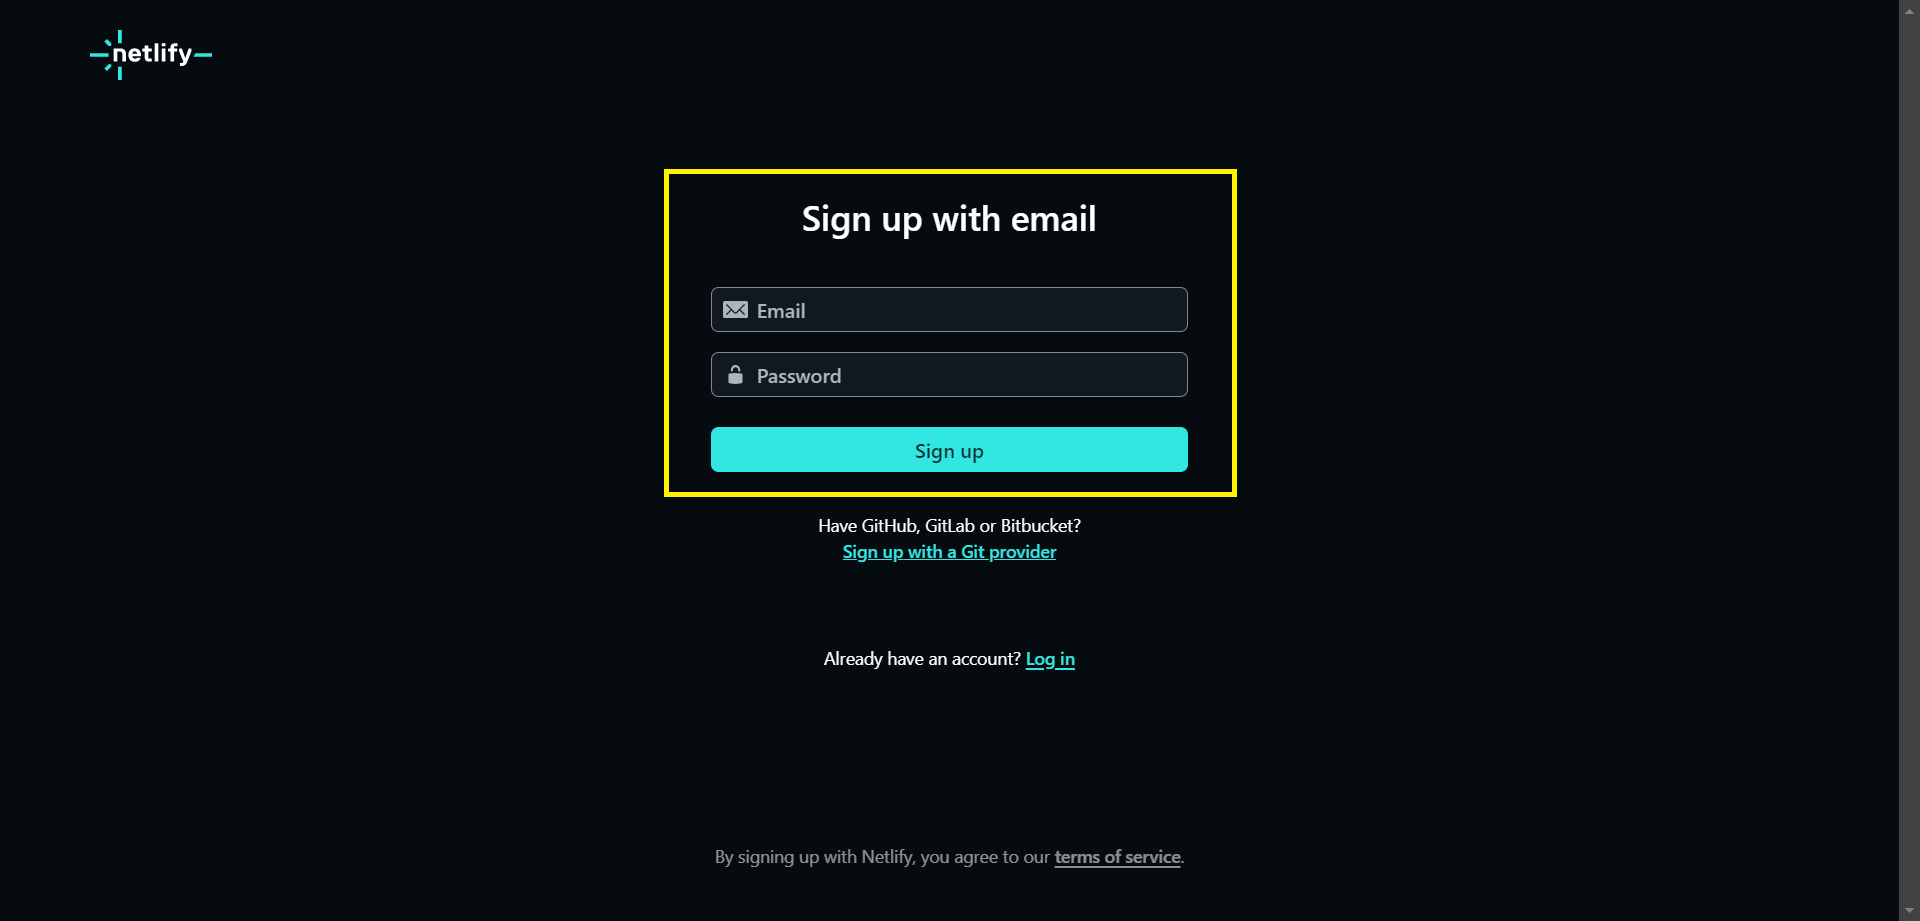 netlify
Sign up with email
Email
Password
Sign up
Have GitHub, GitLab or Bitbucket?
Sign up with a Git provider
Already have an account? Log in
By signing up with Netlify, you agree to our terms of service.